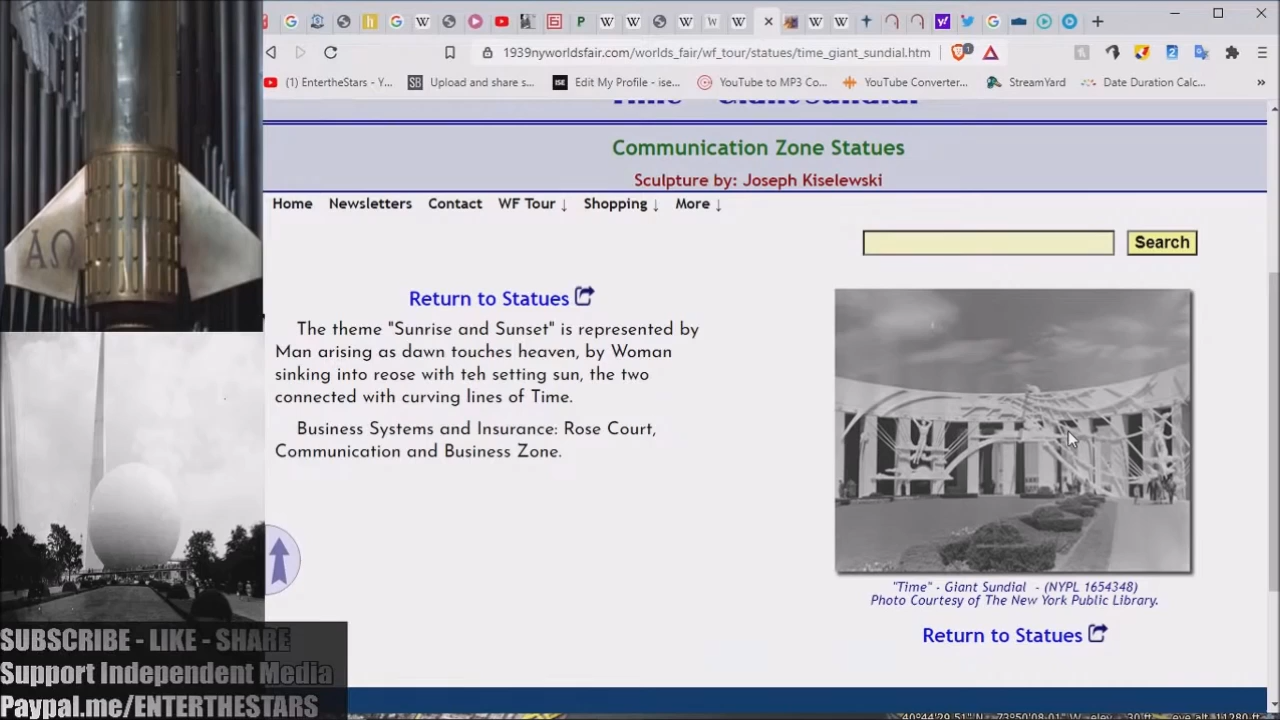 1939nyworldsfair.com/worlds_fair/wf_tour/statues/time_giant_sundial.htm
(1) EntertheStars - Y...
Upload and share s...
Edit My Profile - ise...
YouTube to MP3 Co...
YouTube Converter...
StreamYard
Date Duration Calc...
Time - Giant Sundial
Communication Zone Statues
Sculpture by: Joseph Kiselewski
Home Newsletters Contact WF Tour ↓ Shopping ↓ More ↓
Search
Return to Statues
The theme "Sunrise and Sunset" is represented by
Man arising as dawn touches heaven, by Woman
sinking into reose with teh setting sun, the two
connected with curving lines of Time.
Business Systems and Insurance: Rose Court,
Communication and Business Zone.
"Time" - Giant Sundial - (NYPL 1654348)
Photo Courtesy of The New York Public Library.
Return to Statues
ΑΩ
SUBSCRIBE - LIKE - SHARE
Support Independent Media
Paypal.me/ENTERTHESTARS